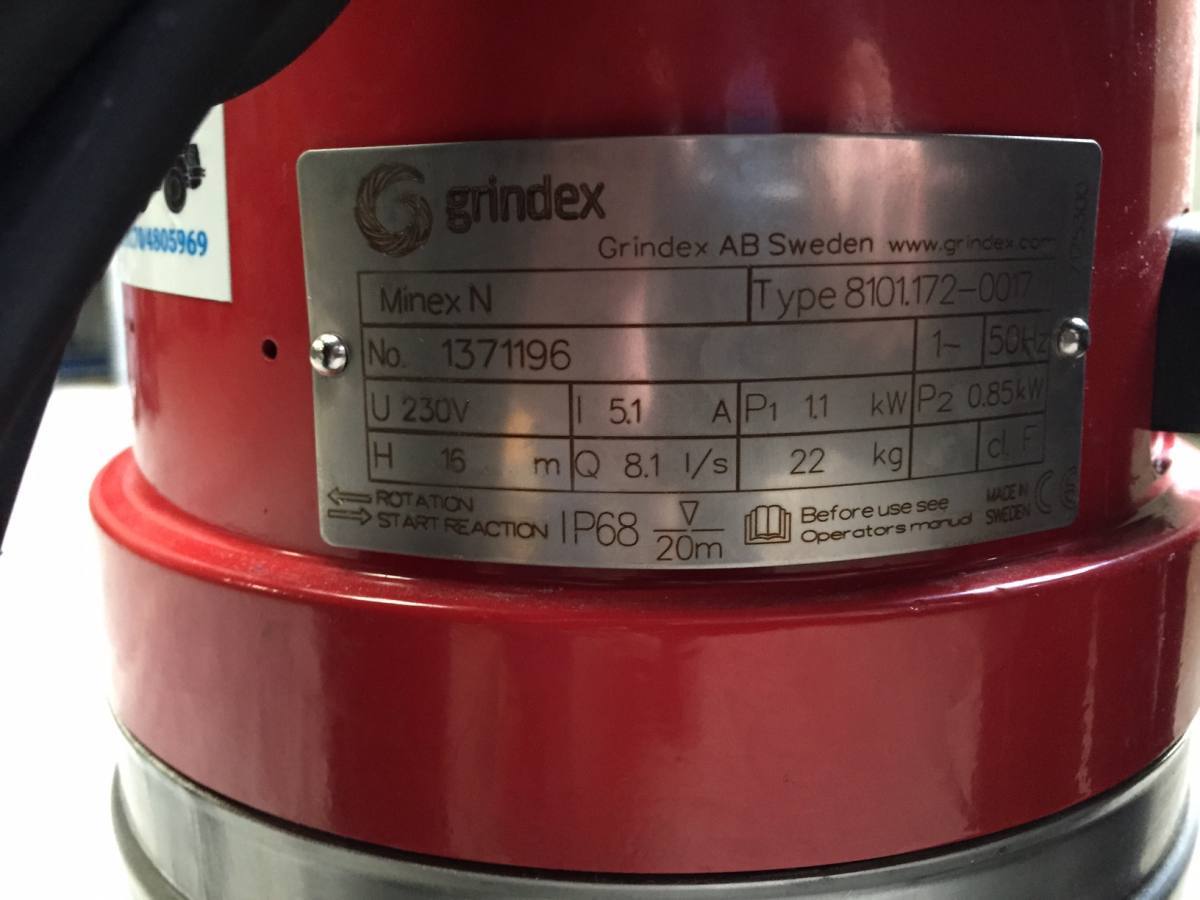 4805969
grindex
Grindex AB Sweden www.grindex.com
Minex N Type 8101.172-0017
No. 1371196 1~ 50Hz
U 230V I 5.1 A P1 1.1 kW P2 0.85kW
H 16 m Q 8.1 l/s 22 kg cl. F
ROTATION
START REACTION
IP68 ▽ 20m
Before use see
Operators manual
MADE IN
SWEDEN